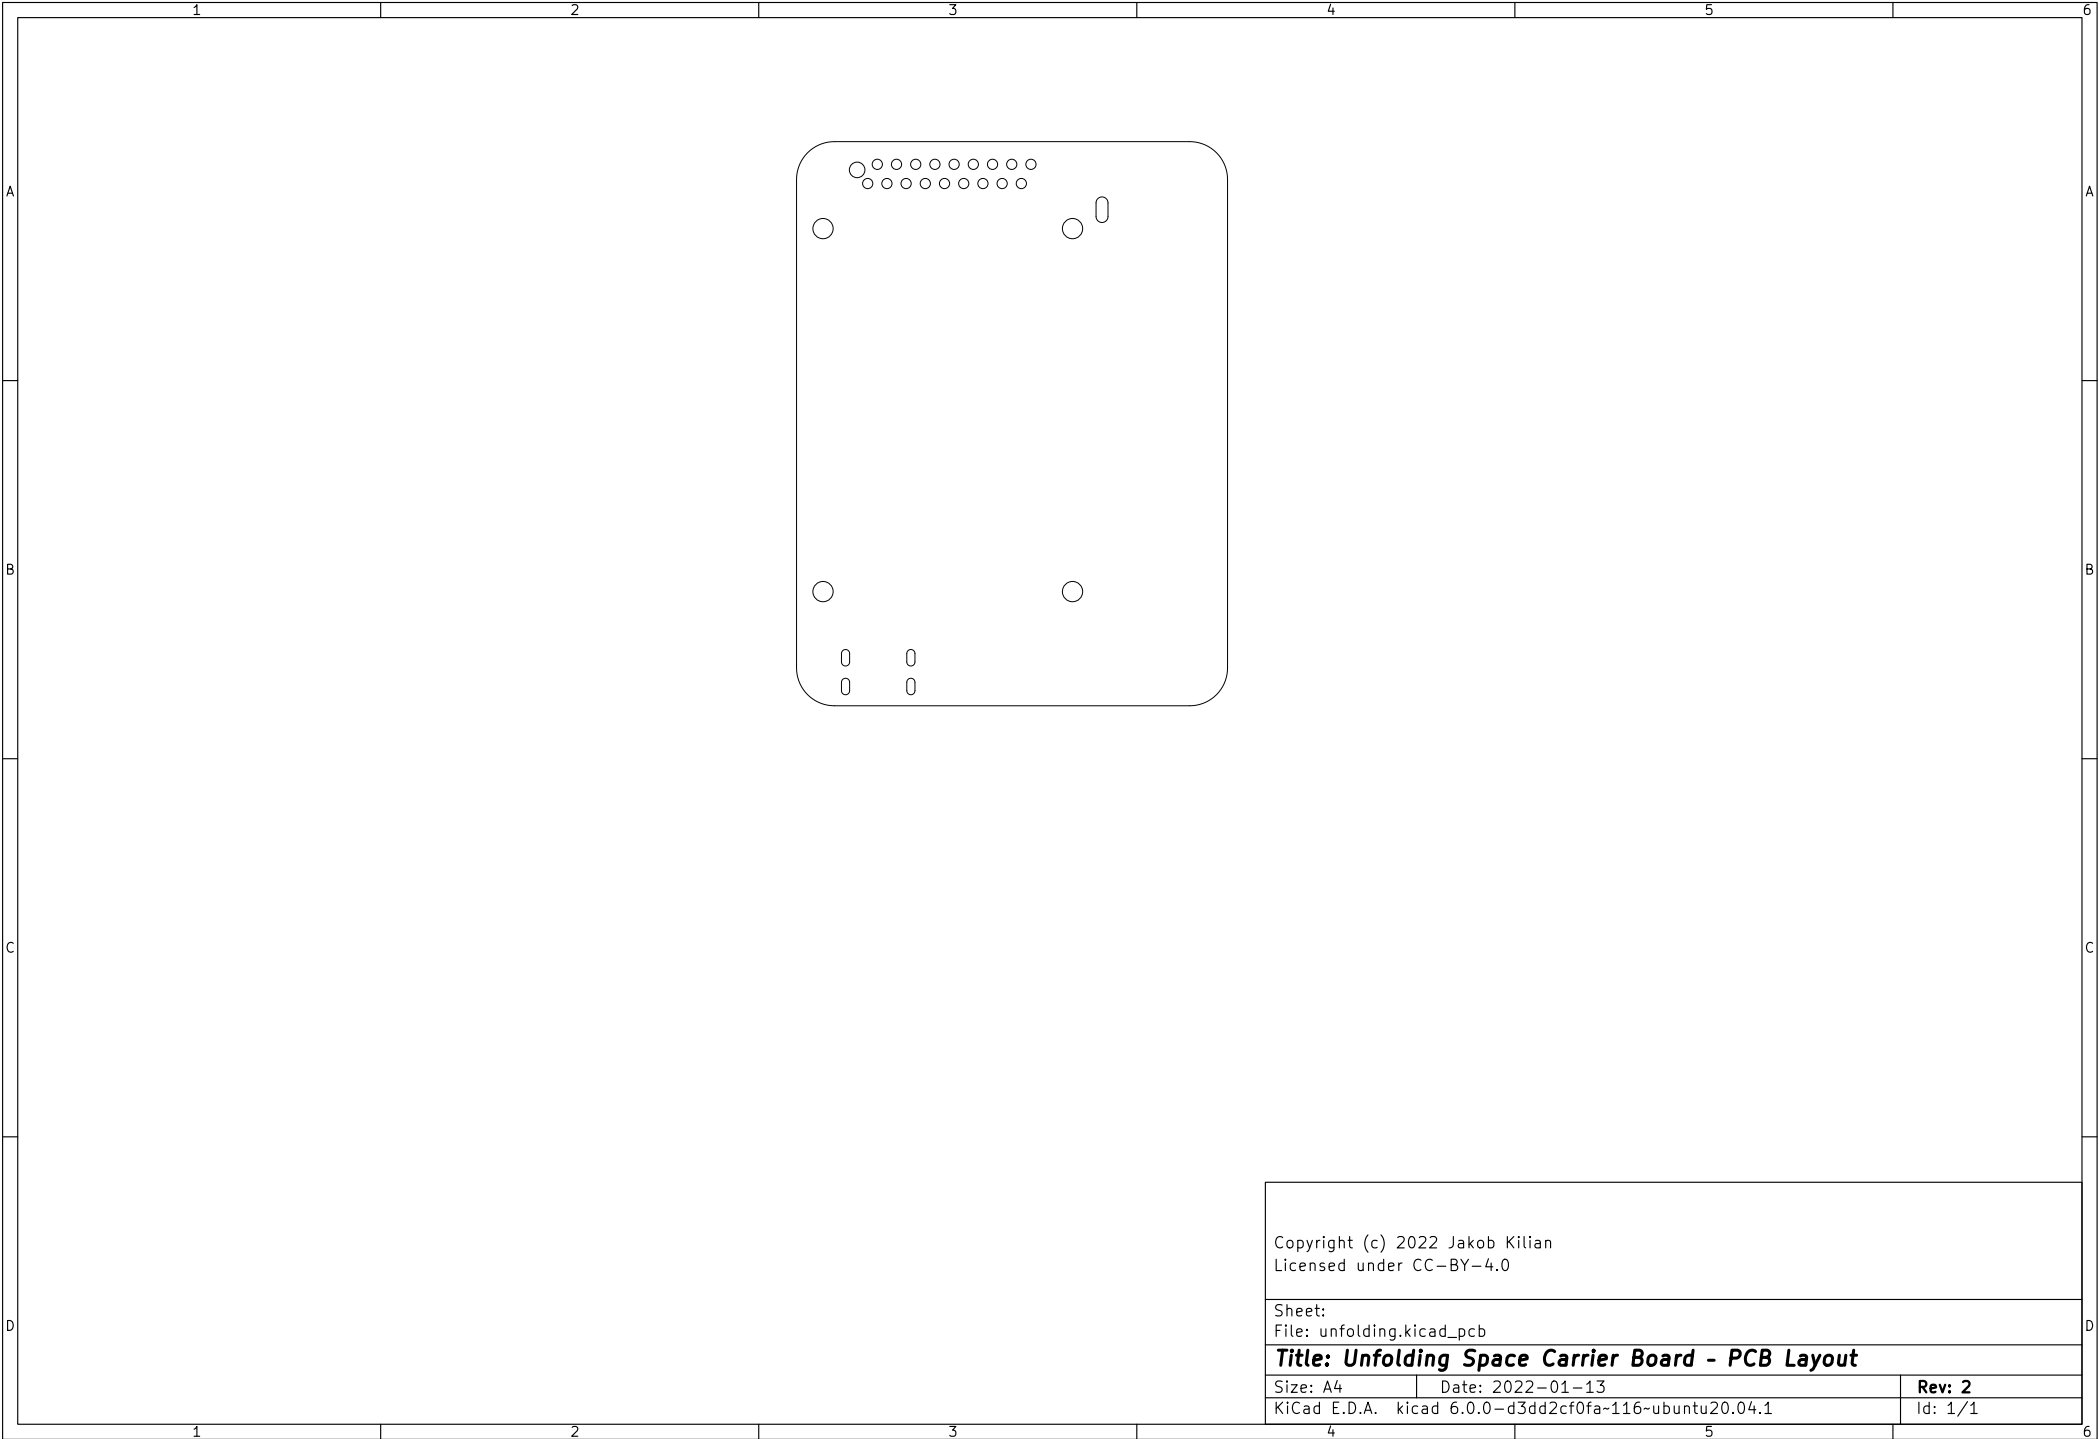 1 2 3 4 5 6
A A
B B
C C
Copyright (c) 2022 Jakob Kilian
Licensed under CC-BY-4.0
Sheet:
File: unfolding.kicad_pcb
D D
Title: Unfolding Space Carrier Board - PCB Layout
Size: A4 Date: 2022-01-13 Rev: 2
KiCad E.D.A. kicad 6.0.0-d3dd2cf0fa~116~ubuntu20.04.1 Id: 1/1
1 2 3 4 5 6